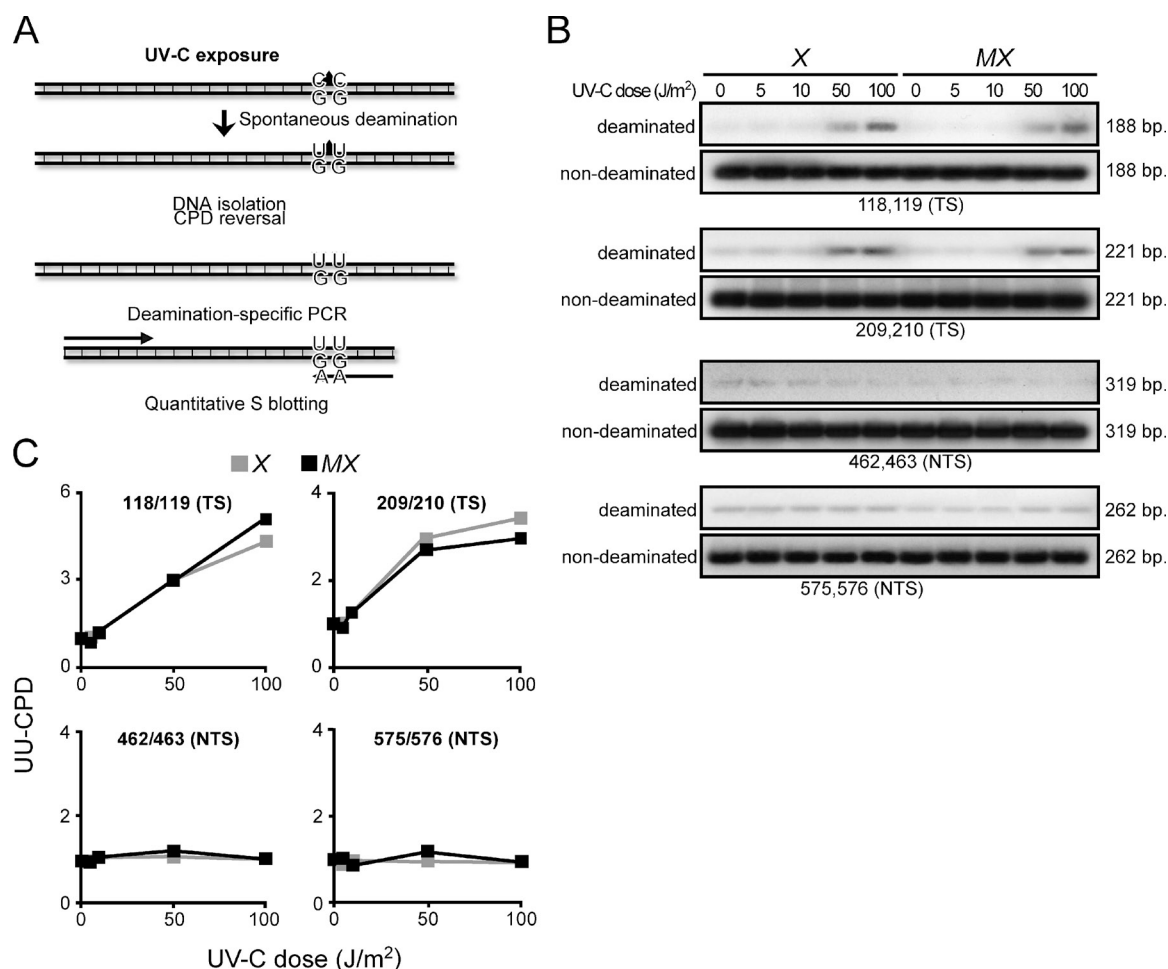 A
UV-C exposure
C C
G G
Spontaneous deamination
U U
G G
DNA isolation
CPD reversal
U U
G G
Deamination-specific PCR
U U
G G
A A
Quantitative S blotting
B
X MX
UV-C dose (J/m²) 0 5 10 50 100 0 5 10 50 100
deaminated 188 bp.
non-deaminated 188 bp.
118,119 (TS)
deaminated 221 bp.
non-deaminated 221 bp.
209,210 (TS)
deaminated 319 bp.
non-deaminated 319 bp.
462,463 (NTS)
deaminated 262 bp.
non-deaminated 262 bp.
575,576 (NTS)
C
X MX
UU-CPD
118/119 (TS)
6
3
0
0 50 100
209/210 (TS)
4
2
0
0 50 100
462/463 (NTS)
4
2
0
0 50 100
575/576 (NTS)
4
2
0
0 50 100
UV-C dose (J/m²)